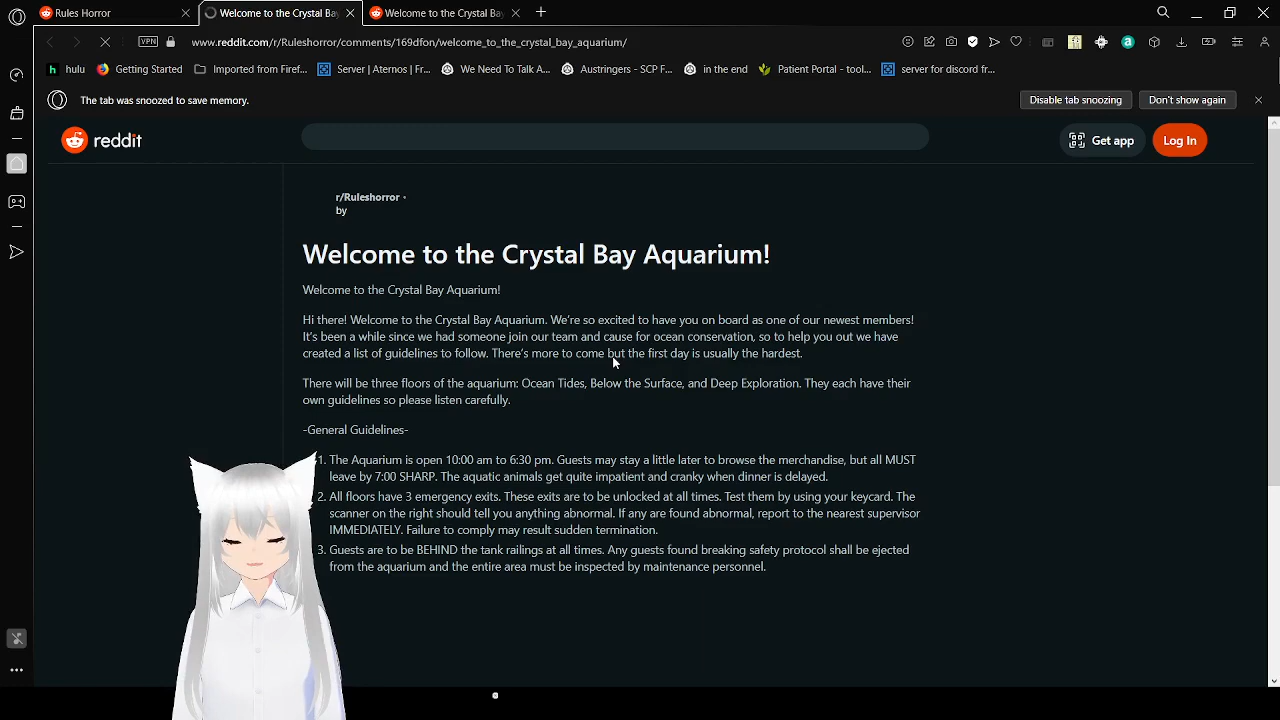 Rules Horror
Welcome to the Crystal Bay
Welcome to the Crystal Bay Aq
VPN
www.reddit.com/r/Ruleshorror/comments/169dfon/welcome_to_the_crystal_bay_aquarium/
hulu
Getting Started
Imported from Firef...
Server | Aternos | Fr...
We Need To Talk A...
Austringers - SCP F...
in the end
Patient Portal - tool...
server for discord fr...
The tab was snoozed to save memory.
Disable tab snoozing
Don't show again
reddit
Get app
Log In
r/Ruleshorror •
by
Welcome to the Crystal Bay Aquarium!
Welcome to the Crystal Bay Aquarium!
Hi there! Welcome to the Crystal Bay Aquarium. We're so excited to have you on board as one of our newest members!
It's been a while since we had someone join our team and cause for ocean conservation, so to help you out we have
created a list of guidelines to follow. There's more to come but the first day is usually the hardest.
There will be three floors of the aquarium: Ocean Tides, Below the Surface, and Deep Exploration. They each have their
own guidelines so please listen carefully.
-General Guidelines-
1. The Aquarium is open 10:00 am to 6:30 pm. Guests may stay a little later to browse the merchandise, but all MUST
leave by 7:00 SHARP. The aquatic animals get quite impatient and cranky when dinner is delayed.
2. All floors have 3 emergency exits. These exits are to be unlocked at all times. Test them by using your keycard. The
scanner on the right should tell you anything abnormal. If any are found abnormal, report to the nearest supervisor
IMMEDIATELY. Failure to comply may result sudden termination.
3. Guests are to be BEHIND the tank railings at all times. Any guests found breaking safety protocol shall be ejected
from the aquarium and the entire area must be inspected by maintenance personnel.